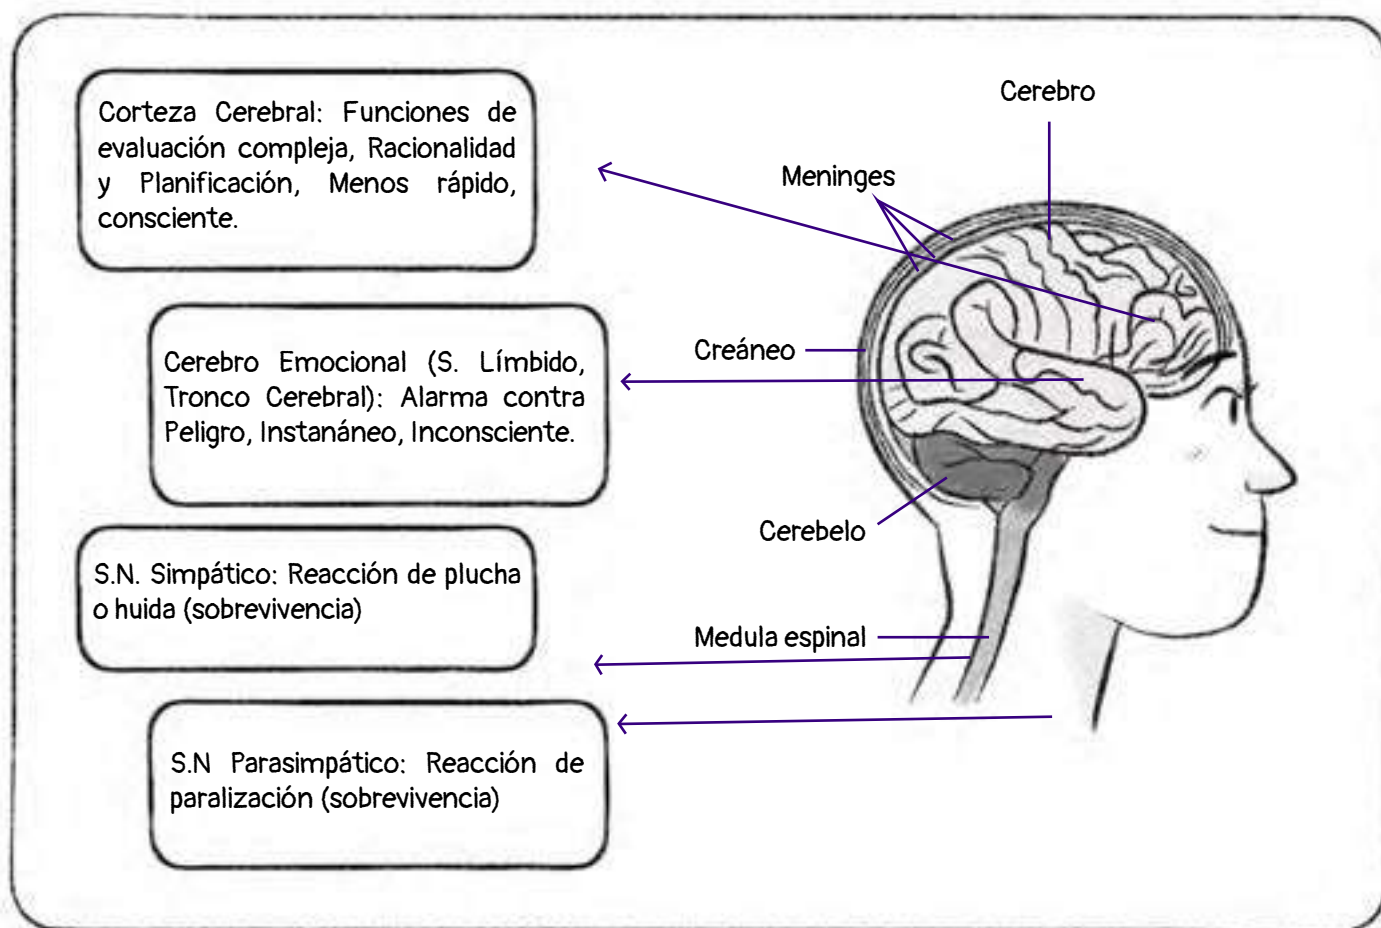 Corteza Cerebral: Funciones de
evaluación compleja, Racionalidad
y Planificación, Menos rápido,
consciente.
Cerebro Emocional (S. Límbido,
Tronco Cerebral): Alarma contra
Peligro, Instanáneo, Inconsciente.
S.N. Simpático: Reacción de plucha
o huida (sobrevivencia)
S.N Parasimpático: Reacción de
paralización (sobrevivencia)
Cerebro
Meninges
Creáneo
Cerebelo
Medula espinal